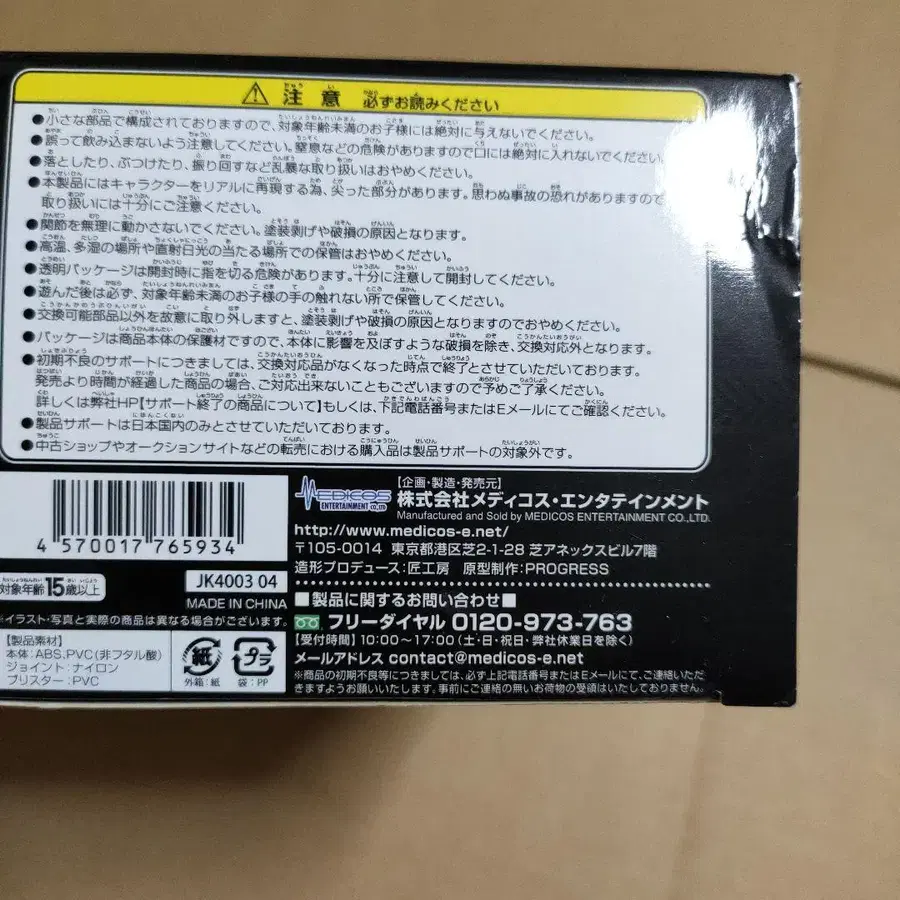 注意 必ずお読みください
●小さな部品で構成されておりますので、対象年齢未満のお子様には絶対に与えないでください。
●誤って飲み込まないよう注意してください。窒息などの危険がありますので口には絶対に入れないでください。
●落としたり、ぶつけたり、振り回すなど乱暴な取り扱いはおやめください。
●本製品にはキャラクターをリアルに再現する為、尖った部分があります。思わぬ事故の恐れがありますので
取り扱いには十分にご注意ください。
●関節を無理に動かさないでください。塗装剥げや破損の原因となります。
●高温、多湿の場所や直射日光の当たる場所での保管はおやめください。
●透明パッケージは開封時に指を切る危険があります。十分に注意して開封してください。
●遊んだ後は必ず、対象年齢未満のお子様の手の触れない所で保管してください。
●交換可能部品以外を故意に取り外しますと、塗装剥げや破損の原因となりますのでおやめください。
●パッケージは商品本体の保護材ですので、本体に影響を及ぼすような破損を除き、交換対応外となります。
●初期不良のサポートにつきましては、交換対応品がなくなった時点で終了とさせていただいております。
発売より時間が経過した商品の場合、ご対応出来ないこともございますので予めご了承ください。
詳しくは弊社HP【サポート終了の商品について】もしくは、下記電話番号またはEメールにてご確認ください。
●製品サポートは日本国内のみとさせていただいております。
●中古ショップやオークションサイトなどの転売における購入品は製品サポートの対象外です。
4 570017 765934
対象年齢15歳以上
JK4003 04
MADE IN CHINA
※イラスト・写真と実際の商品は異なる場合がございます。
【製品素材】
本体:ABS、PVC(非フタル酸)
ジョイント:ナイロン
ブリスター:PVC
紙
外箱:紙
プラ
袋:PP
MEDICOS
ENTERTAINMENT CO.,LTD.
【企画・製造・発売元】
株式会社メディコス・エンタテインメント
Manufactured and Sold by MEDICOS ENTERTAINMENT CO.,LTD.
http://www.medicos-e.net/
〒105-0014 東京都港区芝2-1-28 芝アネックスビル7階
造形プロデュース:匠工房 原型制作:PROGRESS
■製品に関するお問い合わせ■
フリーダイヤル 0120-973-763
【受付時間】10:00~17:00(土・日・祝日・弊社休業日を除く)
メールアドレス contact@medicos-e.net
※商品の初期不良等につきましては、必ず上記電話番号またはEメールにて、ご連絡いただ
きますようお願いいたします。事前にご連絡の無いお荷物の受領はいたしておりません。